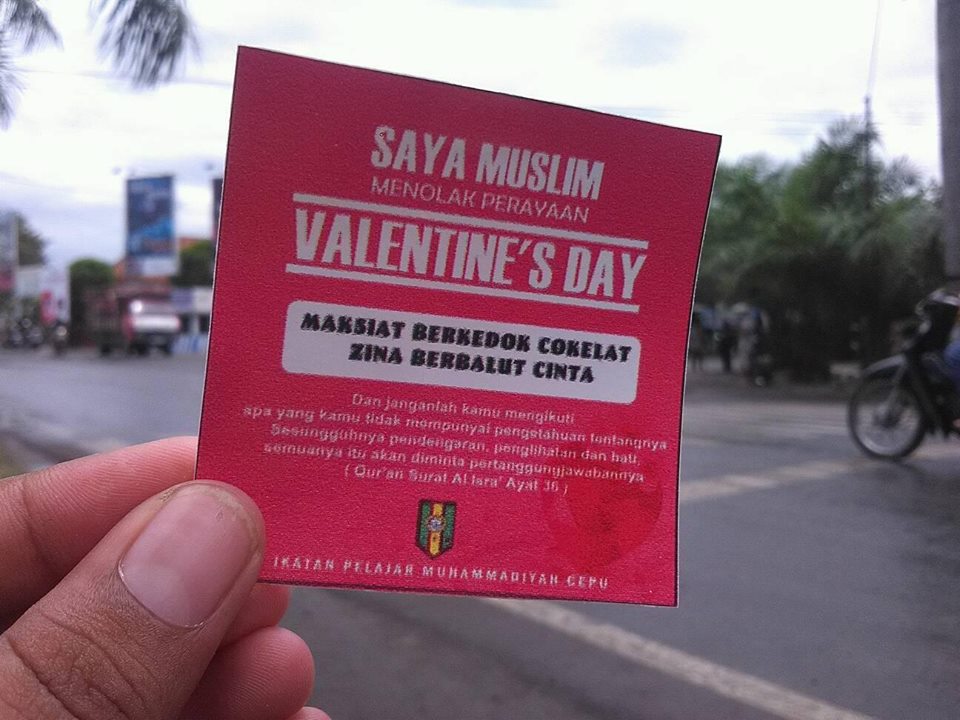 SAYA MUSLIM
MENOLAK PERAYAAN
VALENTINE'S DAY
MAKSIAT BERKEDOK COKELAT
ZINA BERBALUT CINTA
Dan janganlah kamu mengikuti
apa yang kamu tidak mempunyai pengetahuan tentangnya
Sesungguhnya pendengaran, penglihatan dan hati,
semuanya itu akan diminta pertanggungjawabannya
( Qur'an Surat Al Isra' Ayat 36 )
IKATAN PELAJAR MUHAMMADIYAH CEPU